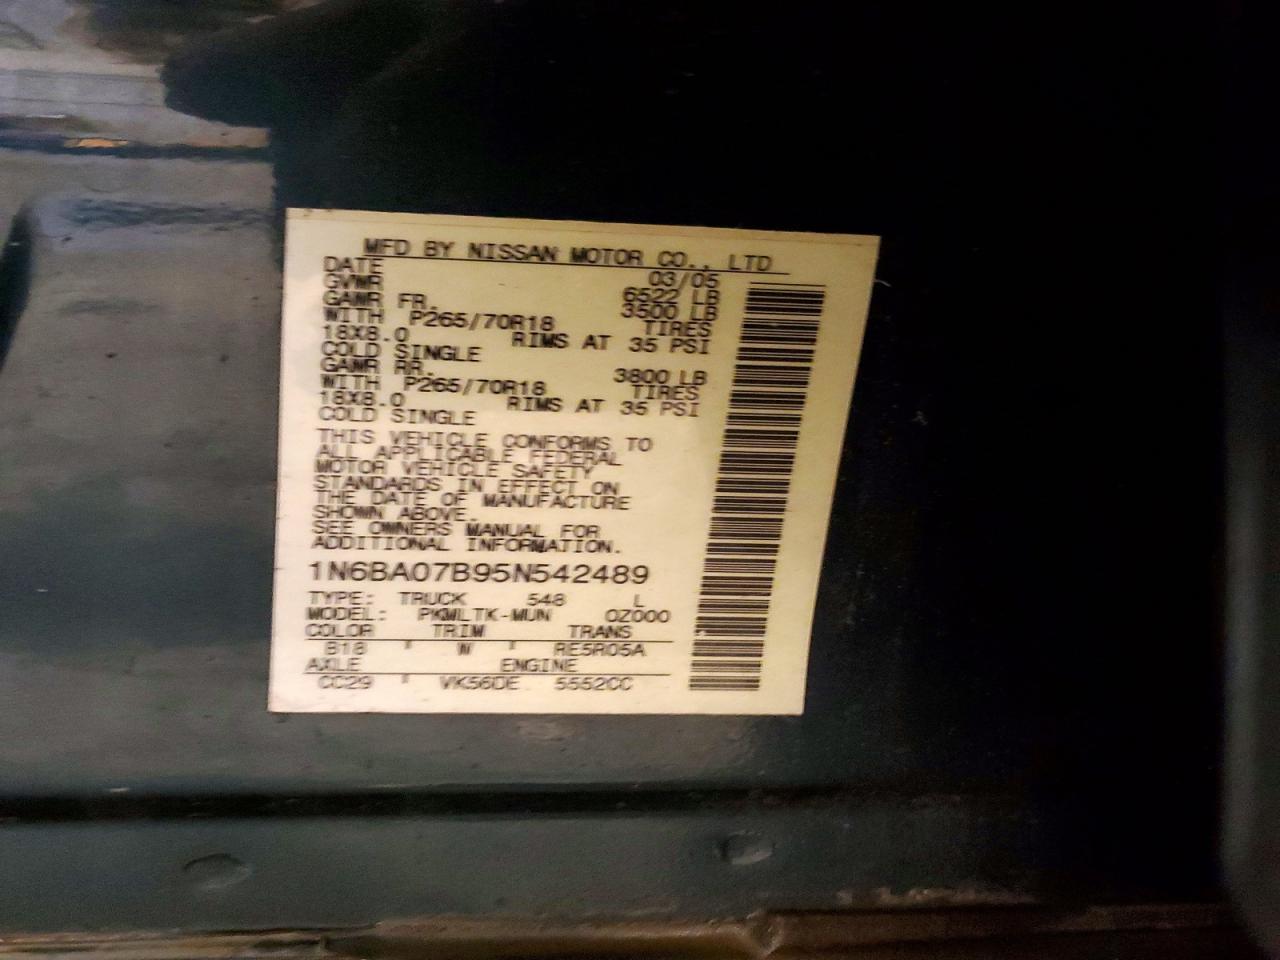 MFD BY NISSAN MOTOR CO., LTD
DATE 03/05
GVWR 6522 LB
GAWR FR. 3500 LB
WITH P265/70R18 TIRES
18X8.0 RIMS AT 35 PSI
COLD SINGLE
GAWR RR. 3800 LB
WITH P265/70R18 TIRES
18X8.0 RIMS AT 35 PSI
COLD SINGLE
THIS VEHICLE CONFORMS TO
ALL APPLICABLE FEDERAL
MOTOR VEHICLE SAFETY
STANDARDS IN EFFECT ON
THE DATE OF MANUFACTURE
SHOWN ABOVE.
SEE OWNERS MANUAL FOR
ADDITIONAL INFORMATION.
1N6BA07B95N542489
TYPE: TRUCK 548 L
MODEL: PKMLTK-MUN 0Z000
COLOR TRIM TRANS
B18 W RE5R05A
AXLE ENGINE
CC29 VK56DE 5552CC